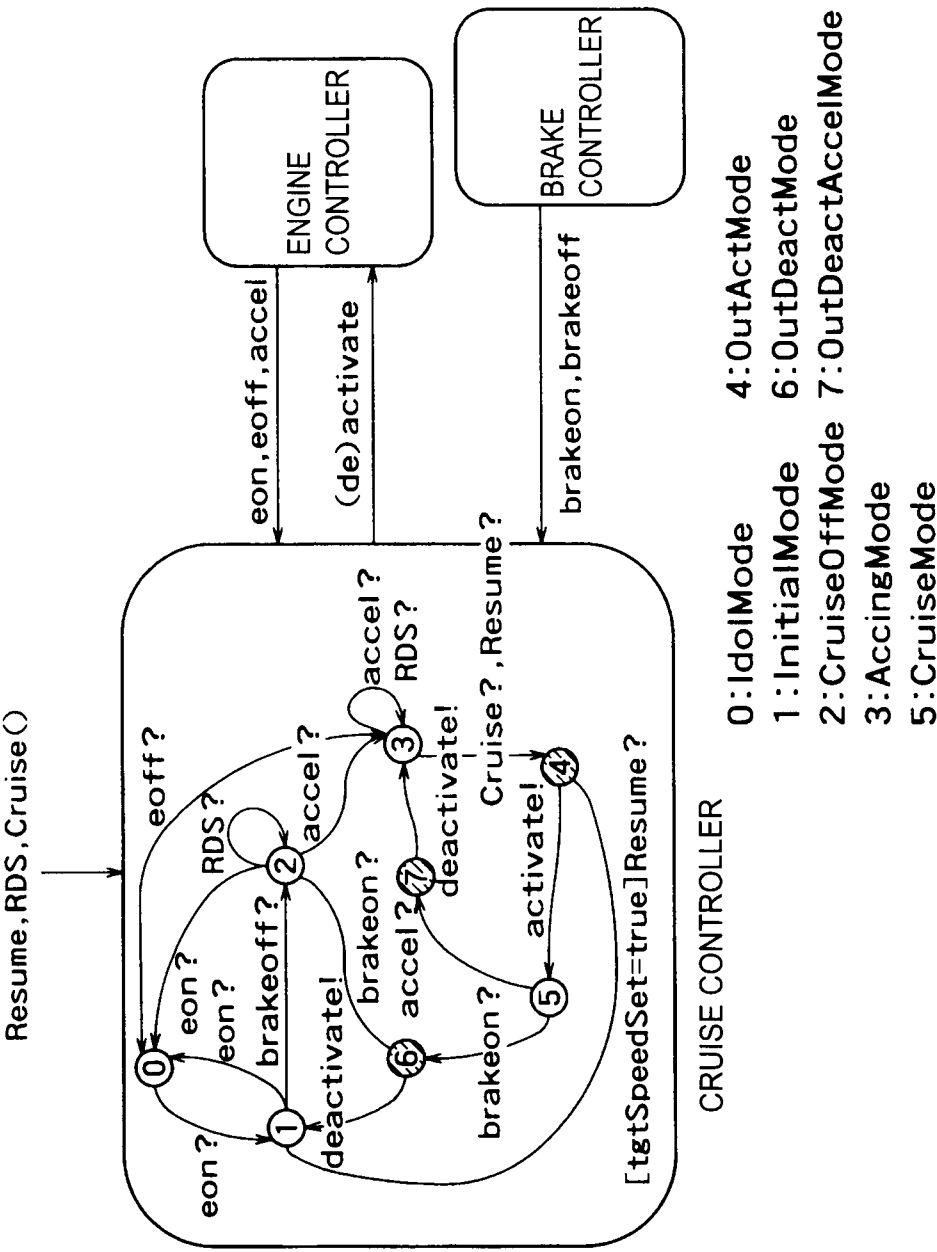 Resume,RDS,Cruise()
eoff?
eon?
0
RDS?
accel?
accel?
RDS?
eon?
eon?
2
3
brakeoff?
1
deactivate!
brakeon?
accel?
7
deactivate!
6
Cruise?,Resume?
brakeon?
activate!
4
5
[tgtSpeedSet=true]Resume?
CRUISE CONTROLLER
eon,eoff,accel
(de)activate
ENGINE
CONTROLLER
brakeon,brakeoff
BRAKE
CONTROLLER
0:IdolMode
1:InitialMode 4:OutActMode
2:CruiseOffMode 6:OutDeactMode
3:AccingMode 7:OutDeactAccelMode
5:CruiseMode